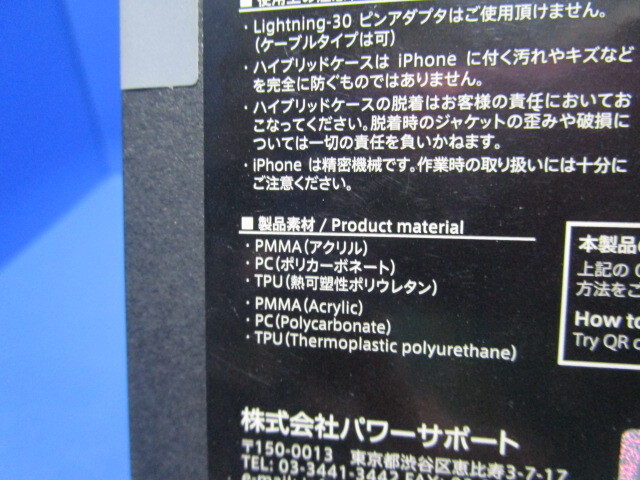 ・Lightning-30 ピンアダプタはご使用頂けません。
(ケーブルタイプは可)
・ハイブリッドケースは iPhone に付く汚れやキズなど
を完全に防ぐものではありません。
・ハイブリッドケースの脱着はお客様の責任においてお
こなってください。脱着時のジャケットの歪みや破損に
ついては一切の責任を負いかねます。
・iPhone は精密機械です。作業時の取り扱いには十分に
ご注意ください。
■ 製品素材 / Product material
・PMMA(アクリル)
・PC(ポリカーボネート)
・TPU(熱可塑性ポリウレタン)
・PMMA(Acrylic)
・PC(Polycarbonate)
・TPU(Thermoplastic polyurethane)
本製品の
上記の
方法をご
How to
Try QR
株式会社パワーサポート
〒150-0013 東京都渋谷区恵比寿3-7-17
TEL: 03-3441-3442 FAX: